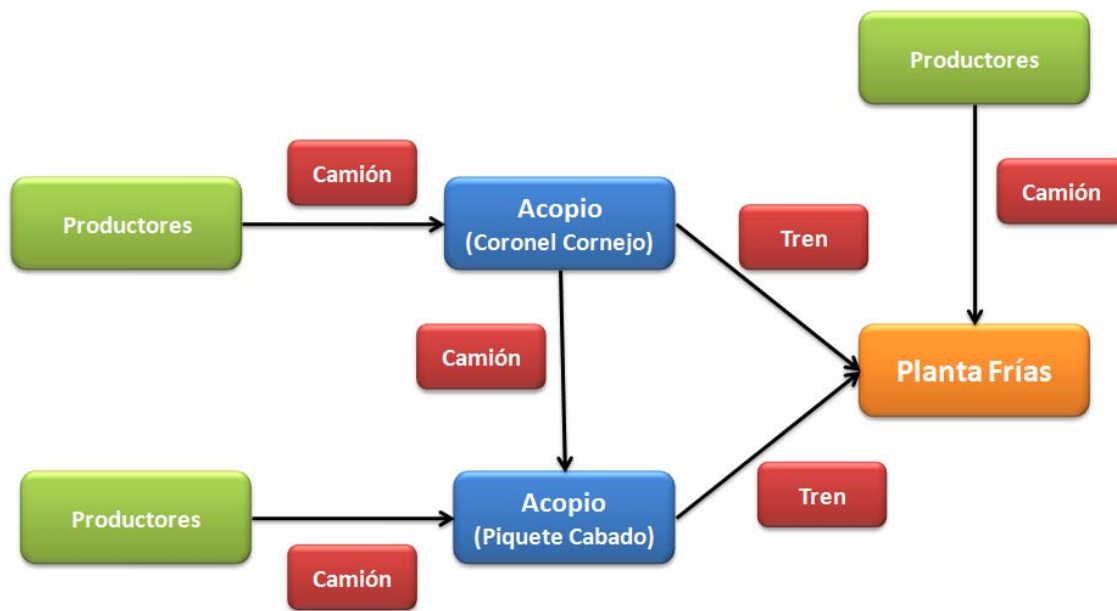 Productores
Camión
Camión
Productores
Acopio
(Coronel Cornejo)
Tren
Camión
Planta Frías
Productores
Camión
Acopio
(Piquete Cabado)
Tren